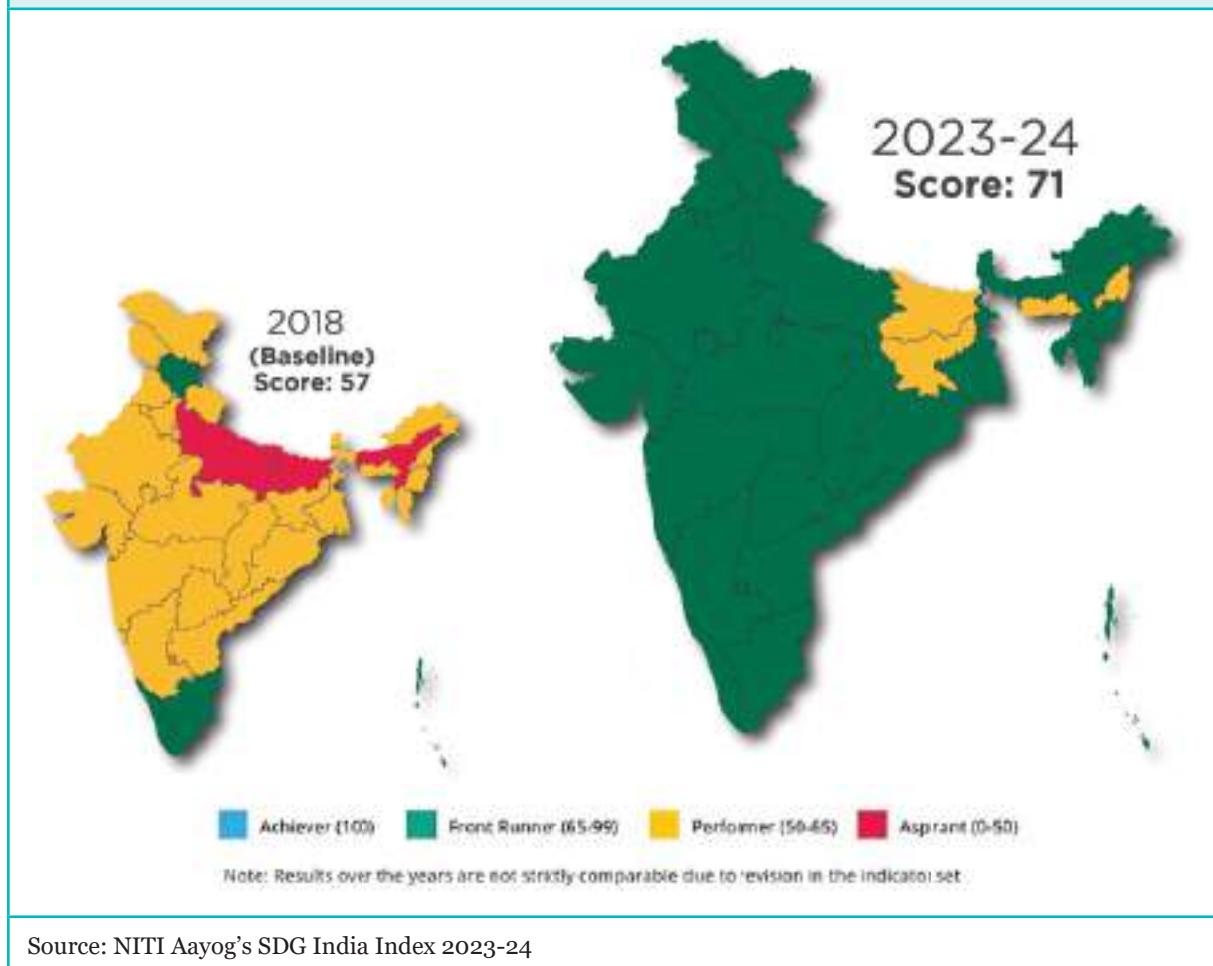 2023-24
Score: 71
2018
(Baseline)
Score: 57
Achiever (100)
Front Runner (65-99)
Performer (50-65)
Aspirant (0-50)
Note: Results over the years are not strictly comparable due to revision in the indicator set
Source: NITI Aayog’s SDG India Index 2023-24